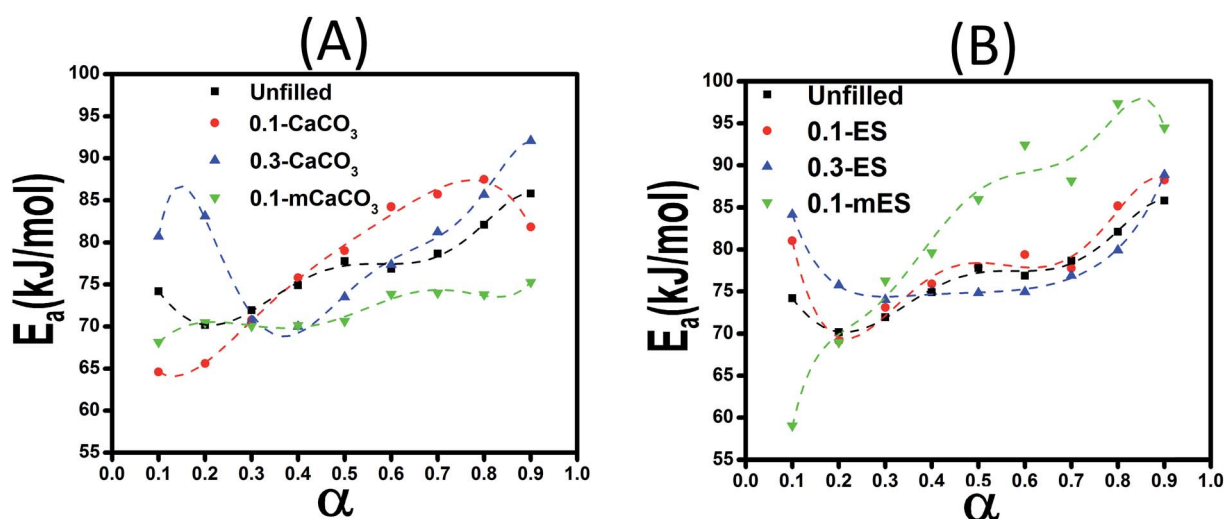 (A)
100
95
90
85
80
75
70
65
60
55
E_a(kJ/mol)
Unfilled
0.1-CaCO₃
0.3-CaCO₃
0.1-mCaCO₃
0.0 0.1 0.2 0.3 0.4 0.5 0.6 0.7 0.8 0.9 1.0
α
(B)
100
95
90
85
80
75
70
65
60
55
E_a(kJ/mol)
Unfilled
0.1-ES
0.3-ES
0.1-mES
0.0 0.1 0.2 0.3 0.4 0.5 0.6 0.7 0.8 0.9 1.0
α